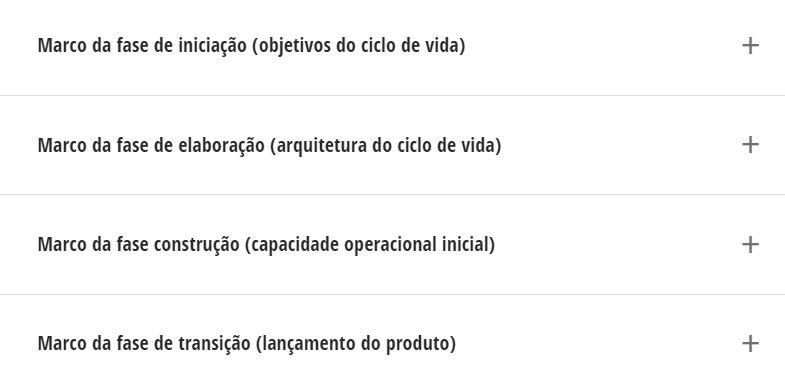 Marco da fase de iniciação (objetivos do ciclo de vida)
Marco da fase de elaboração (arquitetura do ciclo de vida)
Marco da fase construção (capacidade operacional inicial)
Marco da fase de transição (lançamento do produto)